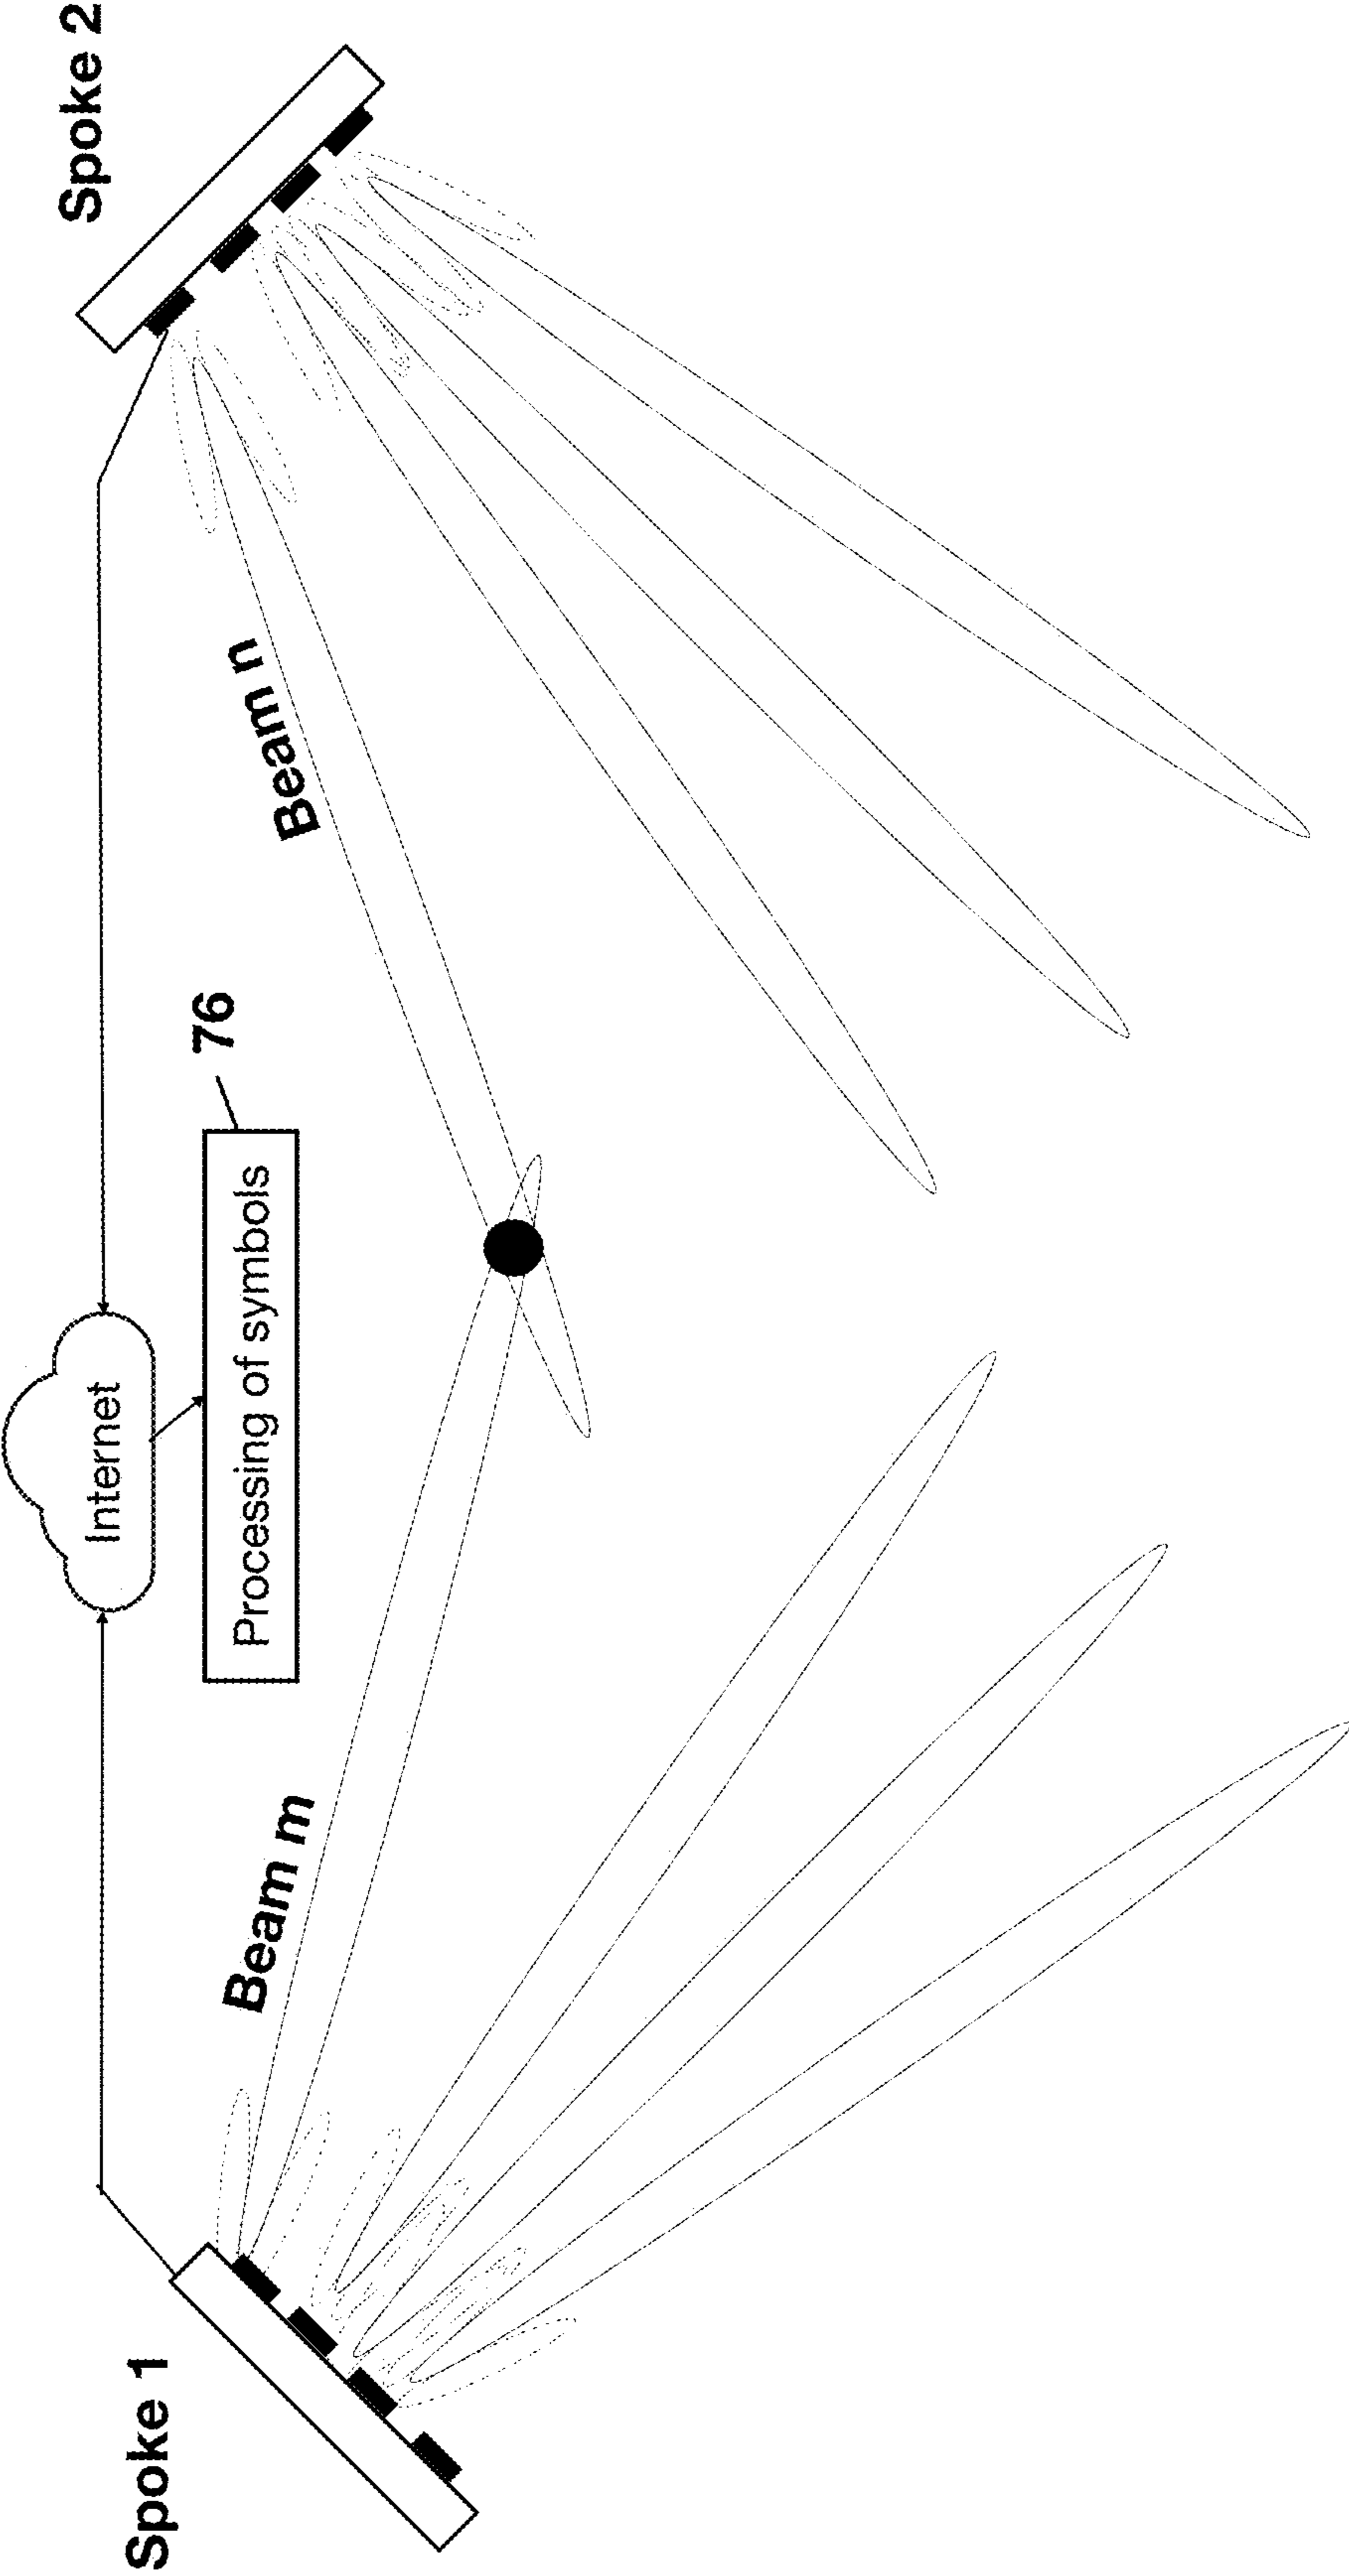 Spoke 1
Spoke 2
Internet
76
Processing of symbols
Beam m
Beam n